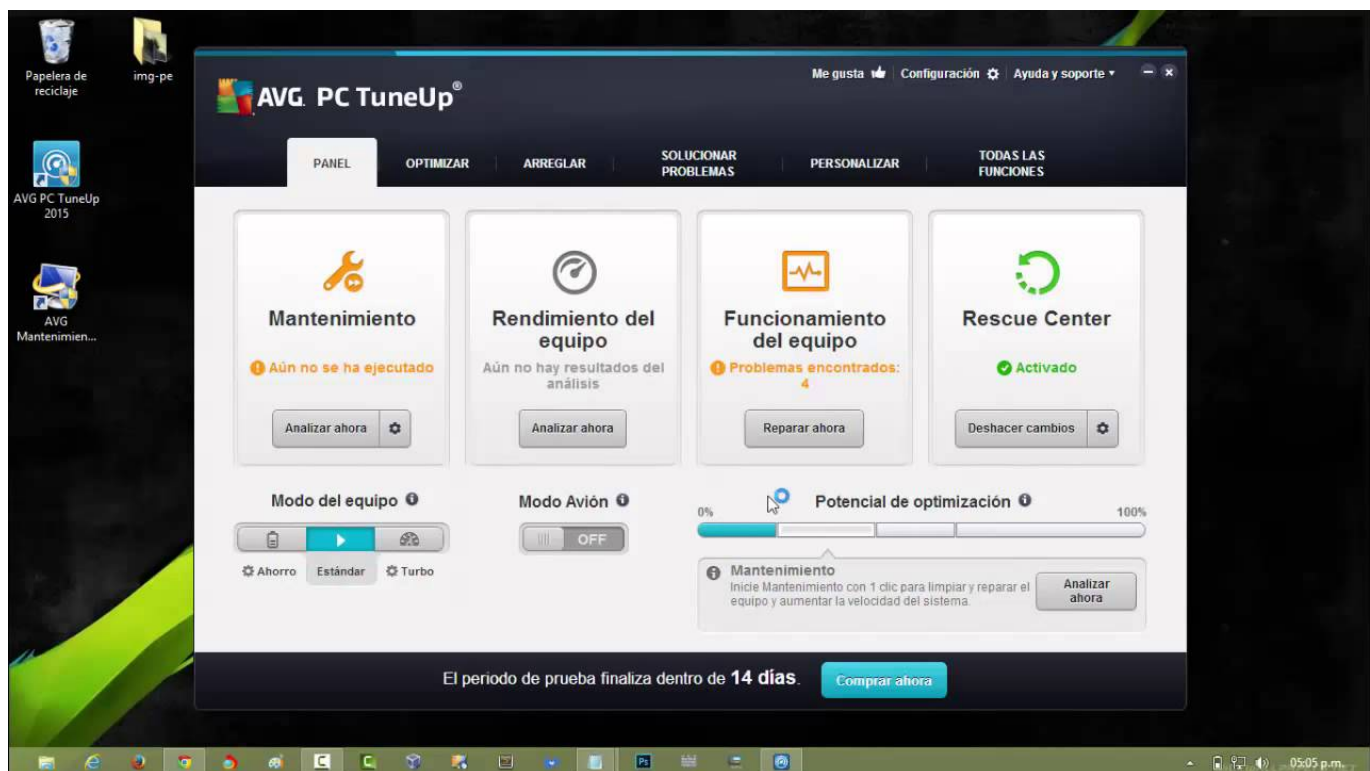 Papelera de
reciclaje
img-pe
AVG PC TuneUp
2015
AVG
Mantenimien...
AVG. PC TuneUp®
Me gusta
Configuración
Ayuda y soporte
PANEL
OPTIMIZAR
ARREGLAR
SOLUCIONAR
PROBLEMAS
PERSONALIZAR
TODAS LAS
FUNCIONES
Mantenimiento
Aún no se ha ejecutado
Analizar ahora
Rendimiento del
equipo
Aún no hay resultados del
análisis
Analizar ahora
Funcionamiento
del equipo
Problemas encontrados:
4
Reparar ahora
Rescue Center
Activado
Deshacer cambios
Modo del equipo
Ahorro
Estándar
Turbo
Modo Avión
OFF
Potencial de optimización
0%
100%
Mantenimiento
Inicie Mantenimiento con 1 clic para limpiar y reparar el
equipo y aumentar la velocidad del sistema.
Analizar
ahora
El periodo de prueba finaliza dentro de 14 días.
Comprar ahora
Ps
05:05 p.m.